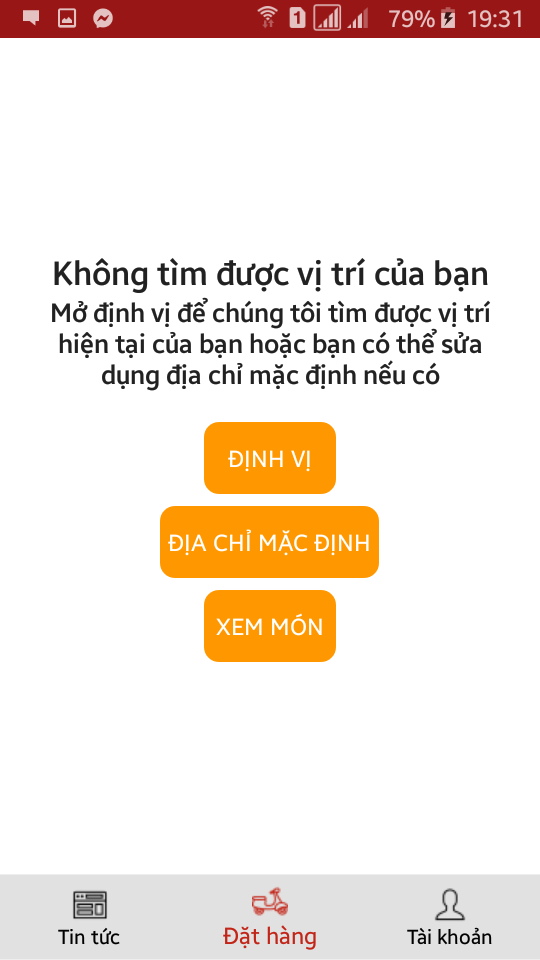 1 79% 19:31
Không tìm được vị trí của bạn
Mở định vị để chúng tôi tìm được vị trí
hiện tại của bạn hoặc bạn có thể sửa
dụng địa chỉ mặc định nếu có
ĐỊNH VỊ
ĐỊA CHỈ MẶC ĐỊNH
XEM MÓN
Tin tức Đặt hàng Tài khoản